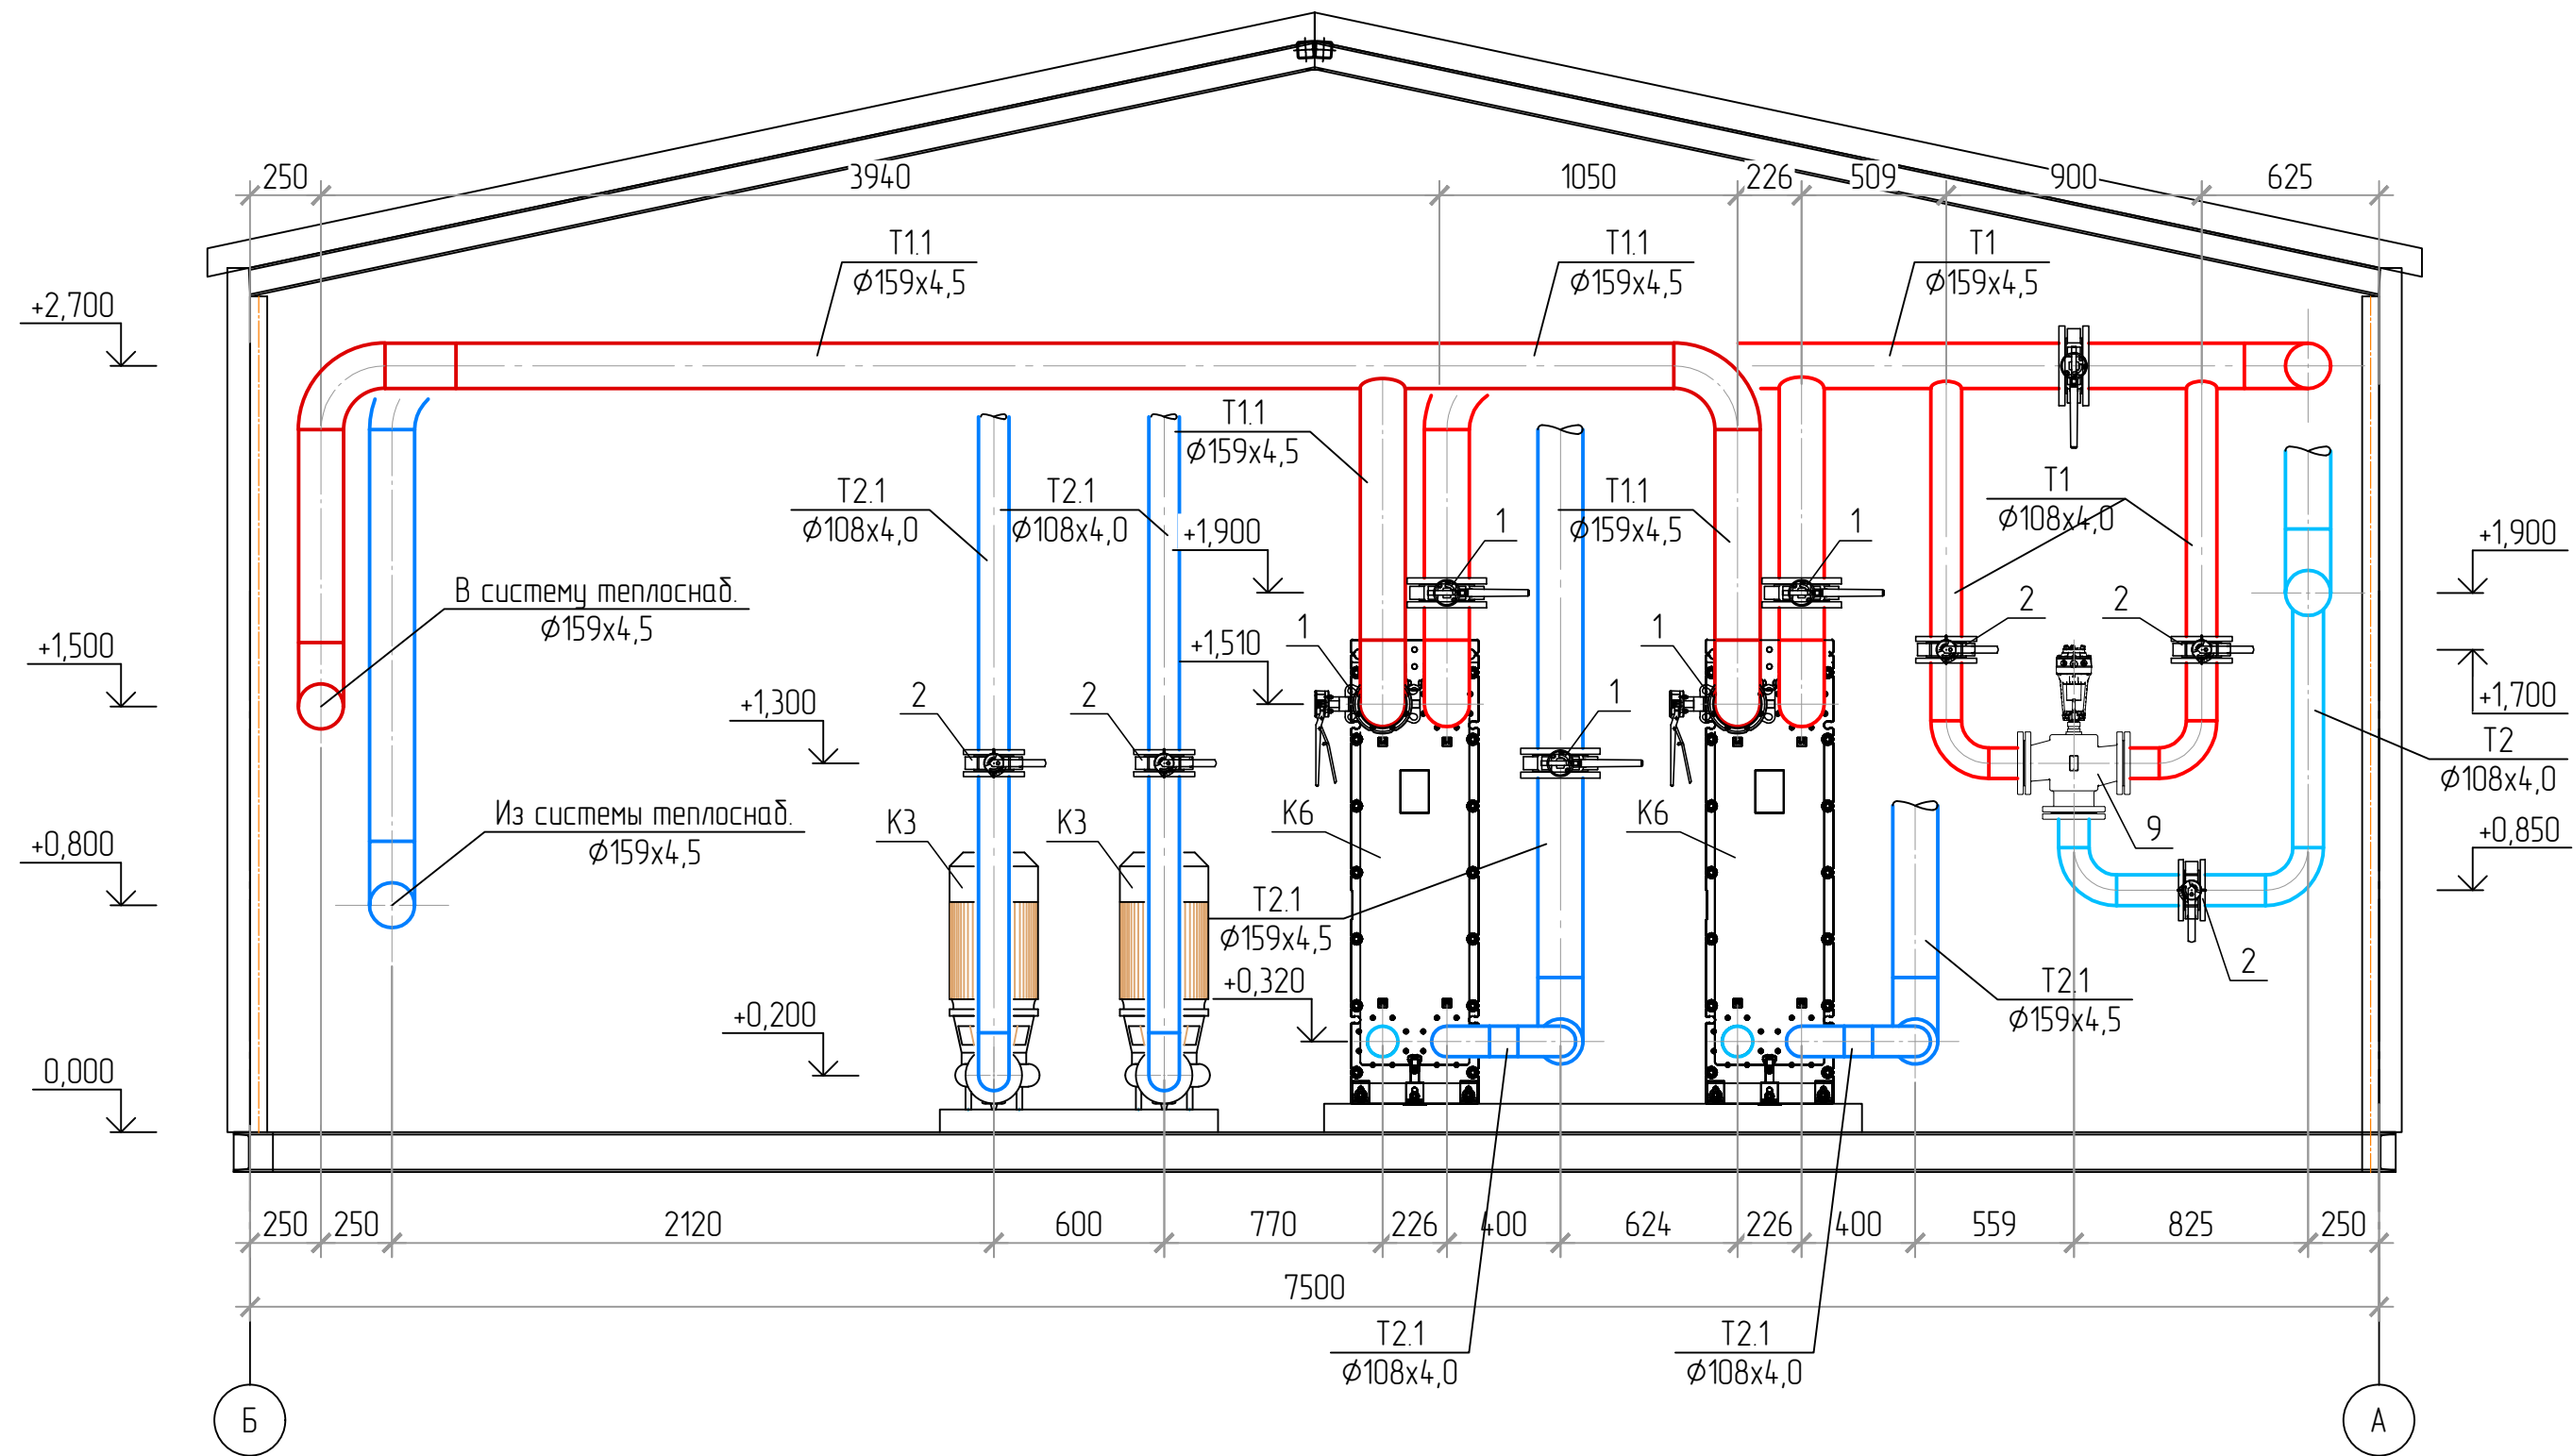 250
3940
1050
226
509
900
625
Т1.1
Ø159х4,5
Т1.1
Ø159х4,5
Т1
Ø159х4,5
+2,700
Т1.1
Ø159х4,5
Т2.1
Ø108х4,0
Т2.1
Ø108х4,0
+1,900
1
Т1.1
Ø159х4,5
1
Т1
Ø108х4,0
+1,900
В систему теплоснаб.
Ø159х4,5
+1,500
+1,510
1
1
2
2
+1,300
2
2
1
+1,700
Т2
Ø108х4,0
Из системы теплоснаб.
Ø159х4,5
+0,800
К3
К3
К6
К6
9
+0,850
Т2.1
Ø159х4,5
2
+0,200
+0,320
Т2.1
Ø159х4,5
0,000
250
250
2120
600
770
226
400
624
226
400
559
825
250
7500
Т2.1
Ø108х4,0
Т2.1
Ø108х4,0
Б
А